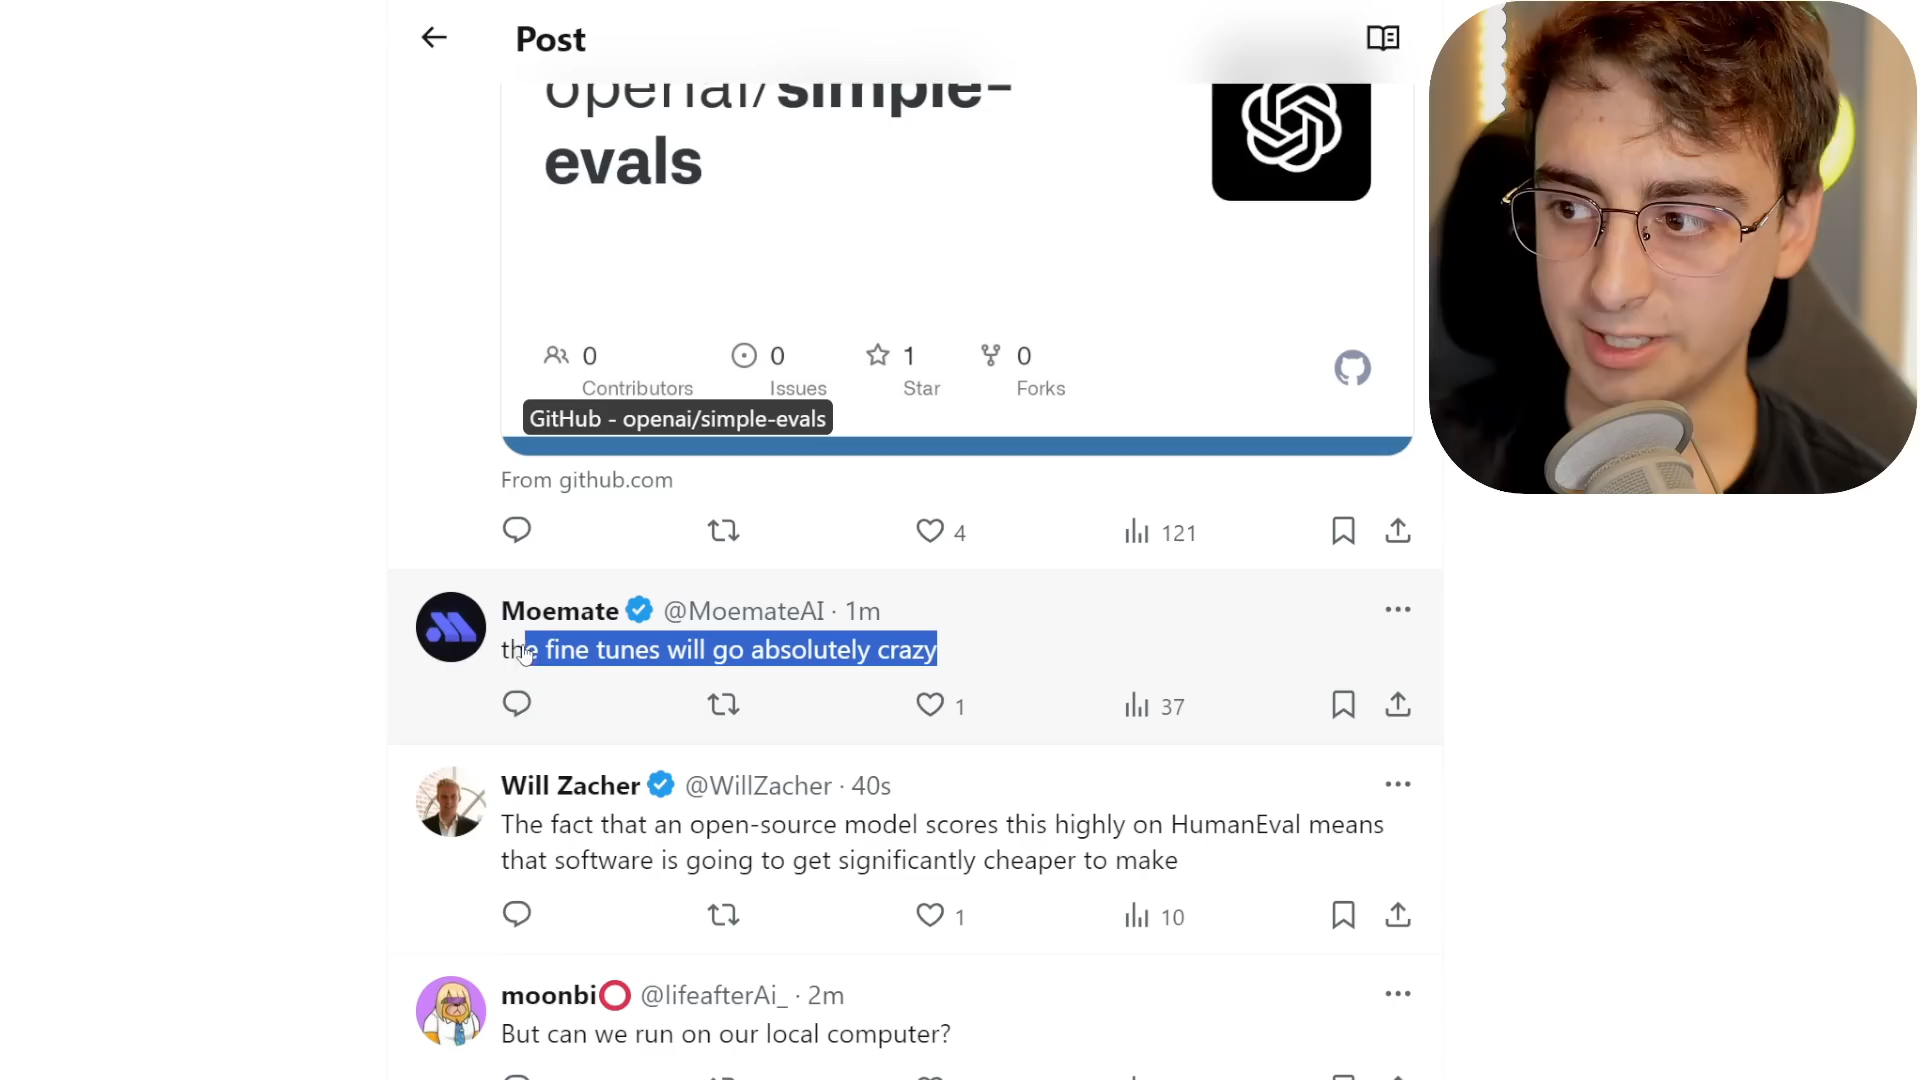 Post
openai/simple-
evals
0 0 1 0
Contributors Issues Star Forks
GitHub - openai/simple-evals
From github.com
4 121
Moemate @MoemateAI · 1m
the fine tunes will go absolutely crazy
1 37
Will Zacher @WillZacher · 40s
The fact that an open-source model scores this highly on HumanEval means
that software is going to get significantly cheaper to make
1 10
moonbi @lifeafterAi_ · 2m
But can we run on our local computer?